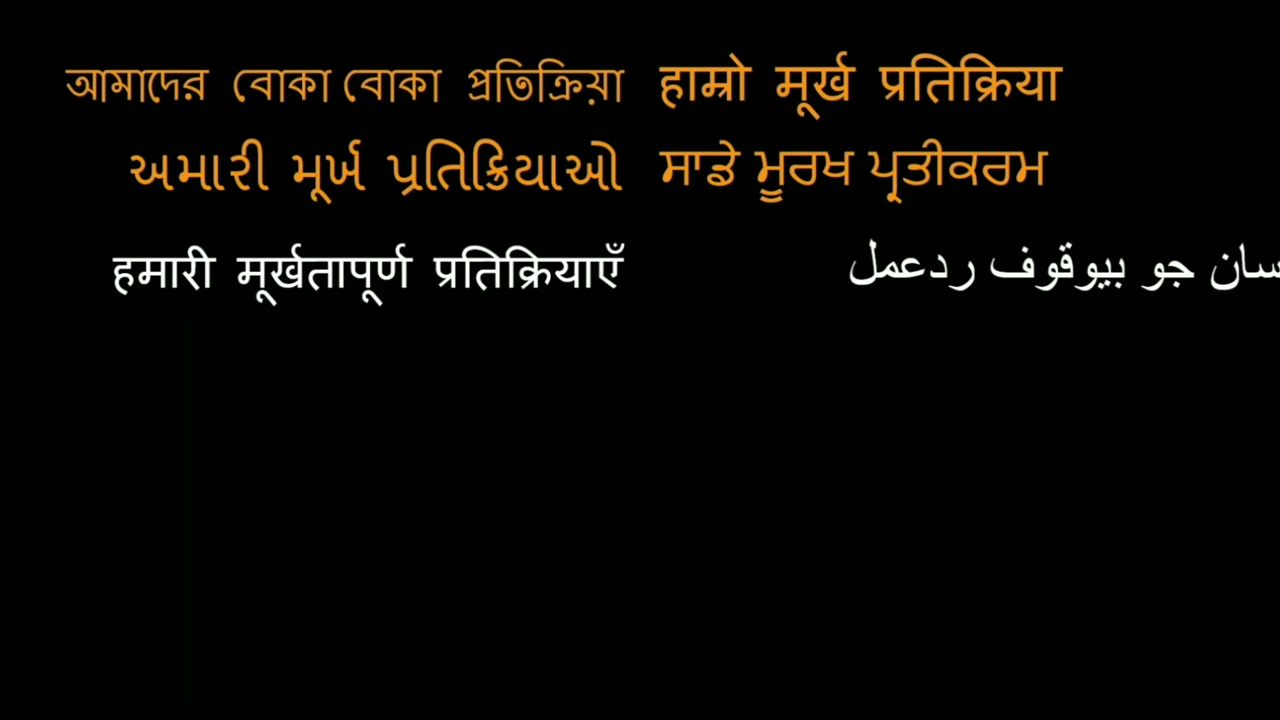 আমাদের বোকা বোকা প্রতিক্রিয়া हाम्रो मूर्ख प्रतिक्रिया
અમારી મૂર્ખ પ્રતિક્રિયાઓ ਸਾਡੇ ਮੂਰਖ ਪ੍ਰਤੀਕਰਮ
हमारी मूर्खतापूर्ण प्रतिक्रियाएँ جو بيوقوف ردعمل